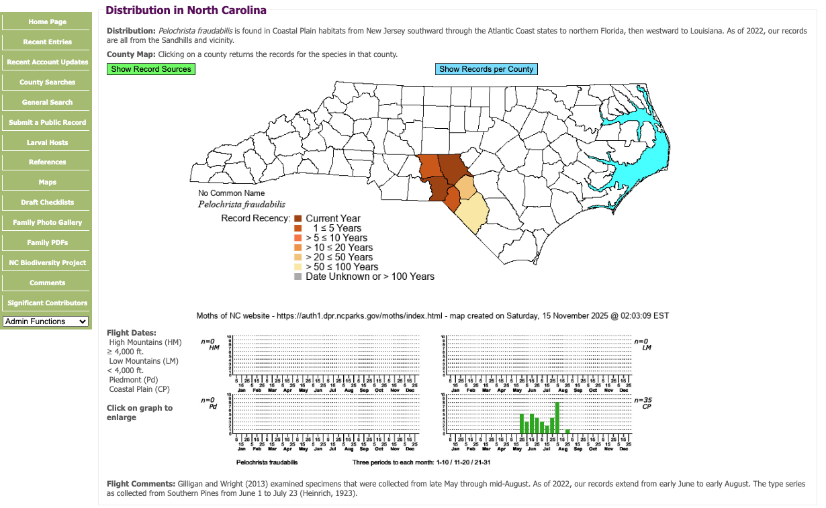 Distribution in North Carolina
Distribution: Pelochrista fraudabilis is found in Coastal Plain habitats from New Jersey southward through the Atlantic Coast states to northern Florida, then westward to Louisiana. As of 2022, our records
are all from the Sandhills and vicinity.
County Map: Clicking on a county returns the records for the species in that county.
Show Record Sources
Show Records per County
Home Page
Recent Entries
Recent Account Updates
County Searches
General Search
Submit a Public Record
Larval Hosts
References
Maps
Draft Checklists
Family Photo Gallery
Family PDFs
NC Biodiversity Project
Comments
Significant Contributors
Admin Functions
No Common Name
Pelochrista fraudabilis
Record Recency:
Current Year
1 ≤ 5 Years
> 5 ≤ 10 Years
> 10 ≤ 20 Years
> 20 ≤ 50 Years
> 50 ≤ 100 Years
Date Unknown or > 100 Years
Moths of NC website - https://auth1.dpr.ncparks.gov/moths/index.html - map created on Saturday, 15 November 2025 @ 02:03:09 EST
Flight Dates:
High Mountains (HM)
≥ 4,000 ft.
Low Mountains (LM)
< 4,000 ft.
Piedmont (Pd)
Coastal Plain (CP)
Click on graph to
enlarge
n=0
HM
Jan Feb Mar Apr May Jun Jul Aug Sep Oct Nov Dec
n=0
LM
Jan Feb Mar Apr May Jun Jul Aug Sep Oct Nov Dec
n=0
Pd
Jan Feb Mar Apr May Jun Jul Aug Sep Oct Nov Dec
n=35
CP
Jan Feb Mar Apr May Jun Jul Aug Sep Oct Nov Dec
Pelochrista fraudabilis
Three periods to each month: 1-10 / 11-20 / 21-31
Flight Comments: Gilligan and Wright (2013) examined specimens that were collected from late May through mid-August. As of 2022, our records extend from early June to early August. The type series
as collected from Southern Pines from June 1 to July 23 (Heinrich, 1923).